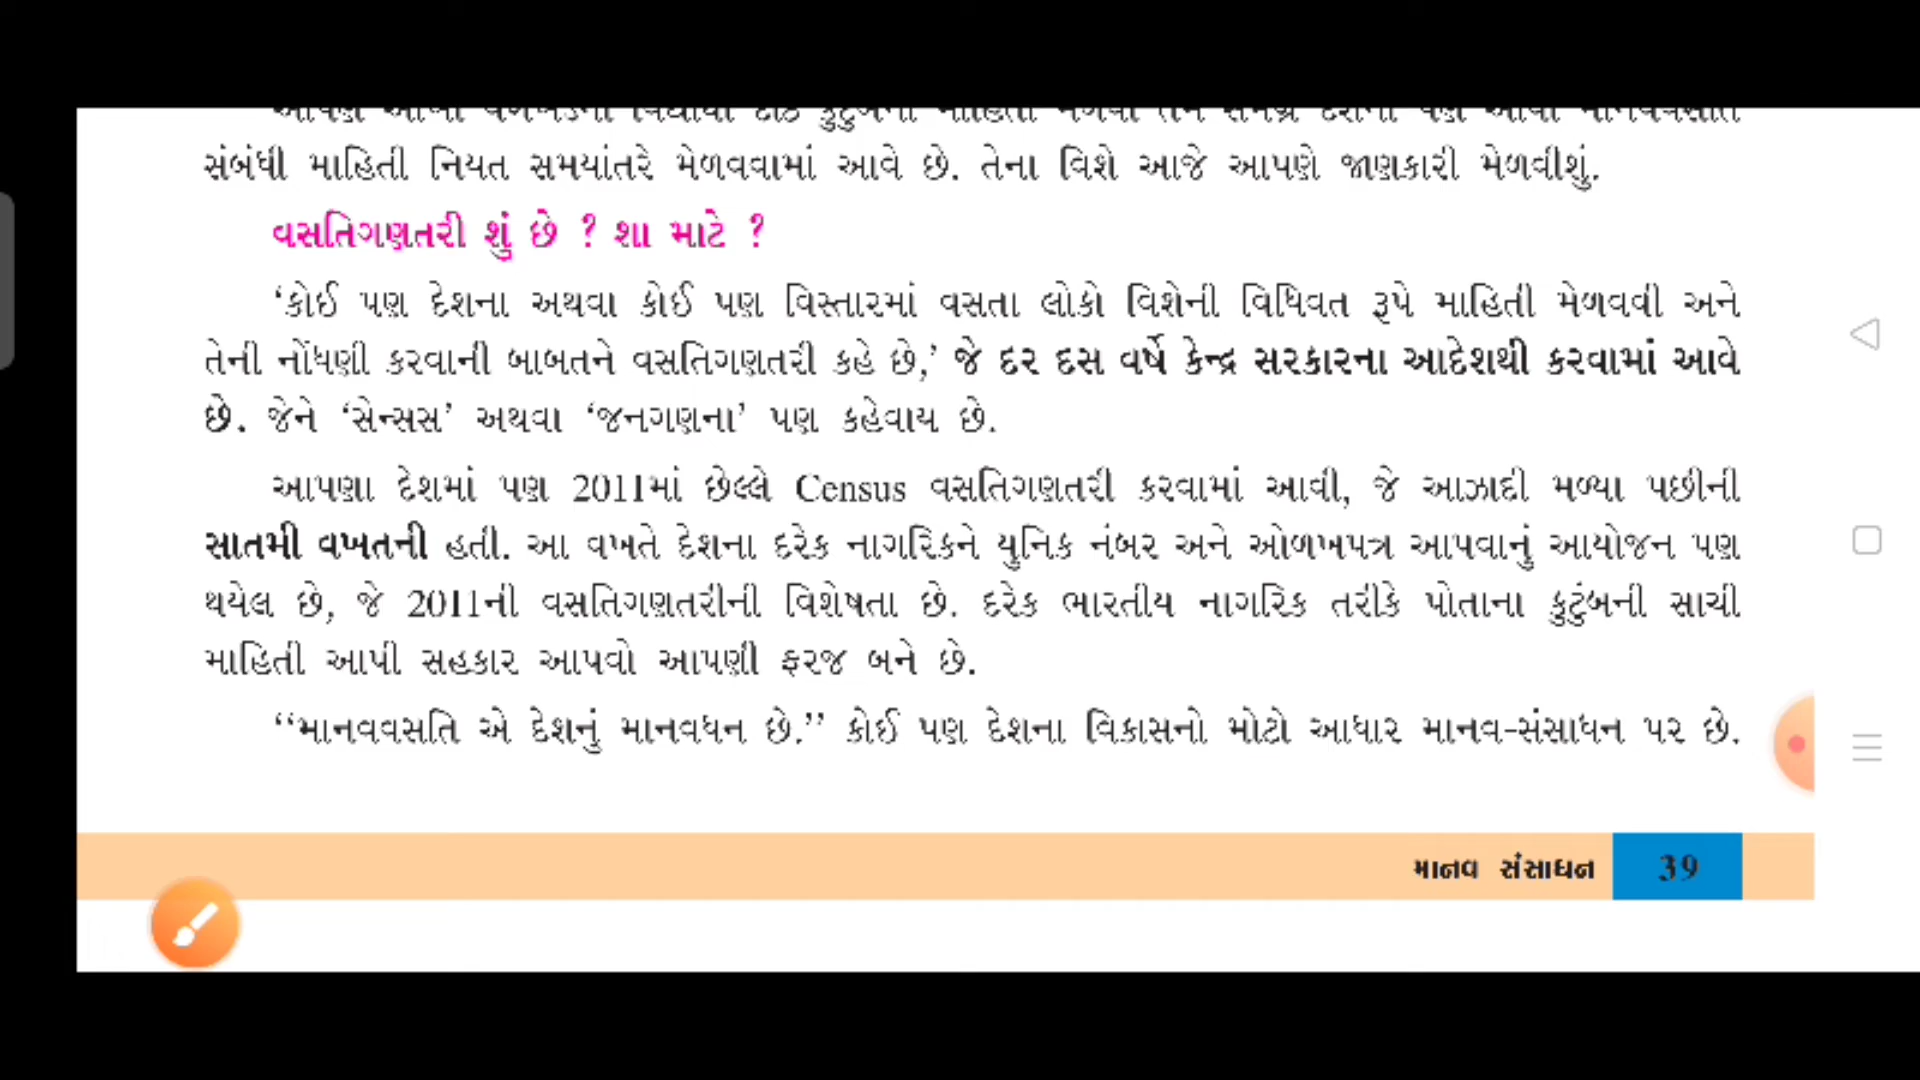 સંબંધી માહિતી નિયત સમયાંતરે મેળવવામાં આવે છે. તેના વિશે આજે આપણે જાણકારી મેળવીશું.
વસતિગણતરી શું છે ? શા માટે ?
‘કોઈ પણ દેશના અથવા કોઈ પણ વિસ્તારમાં વસતા લોકો વિશેની વિધિવત રૂપે માહિતી મેળવવી અને
તેની નોંધણી કરવાની બાબતને વસતિગણતરી કહે છે,’ જે દર દસ વર્ષે કેન્દ્ર સરકારના આદેશથી કરવામાં આવે
છે. જેને ‘સેન્સસ’ અથવા ‘જનગણના’ પણ કહેવાય છે.
આપણા દેશમાં પણ 2011માં છેલ્લે Census વસતિગણતરી કરવામાં આવી, જે આઝાદી મળ્યા પછીની
સાતમી વખતની હતી. આ વખતે દેશના દરેક નાગરિકને યુનિક નંબર અને ઓળખપત્ર આપવાનું આયોજન પણ
થયેલ છે, જે 2011ની વસતિગણતરીની વિશેષતા છે. દરેક ભારતીય નાગરિક તરીકે પોતાના કુટુંબની સાચી
માહિતી આપી સહકાર આપવો આપણી ફરજ બને છે.
‘‘માનવવસતિ એ દેશનું માનવધન છે.’’ કોઈ પણ દેશના વિકાસનો મોટો આધાર માનવ-સંસાધન પર છે.
માનવ સંસાધન 39